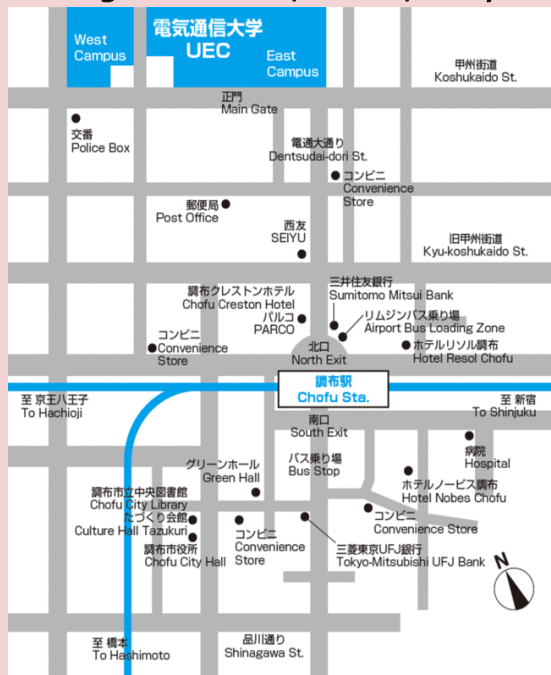 West
Campus
電気通信大学
UEC
East
Campus
甲州街道
Koshukaido St.
正門
Main Gate
交番
Police Box
電通大通り
Dentsudai-dori St.
コンビニ
Convenience
Store
郵便局
Post Office
西友
SEIYU
旧甲州街道
Kyu-koshukaido St.
三井住友銀行
Sumitomo Mitsui Bank
調布クレストンホテル
Chofu Creston Hotel
パルコ
PARCO
リムジンバス乗り場
Airport Bus Loading Zone
コンビニ
Convenience
Store
北口
North Exit
ホテルリソル調布
Hotel Resol Chofu
調布駅
Chofu Sta.
至 京王八王子
To Hachioji
至 新宿
To Shinjuku
南口
South Exit
バス乗り場
Bus Stop
病院
Hospital
グリーンホール
Green Hall
ホテルノービス調布
Hotel Nobes Chofu
調布市立中央図書館
Chofu City Library
たづくり会館
Culture Hall Tazukuri
調布市役所
Chofu City Hall
コンビニ
Convenience
Store
コンビニ
Convenience Store
三菱東京UFJ銀行
Tokyo-Mitsubishi UFJ Bank
N
至 橋本
To Hashimoto
品川通り
Shinagawa St.